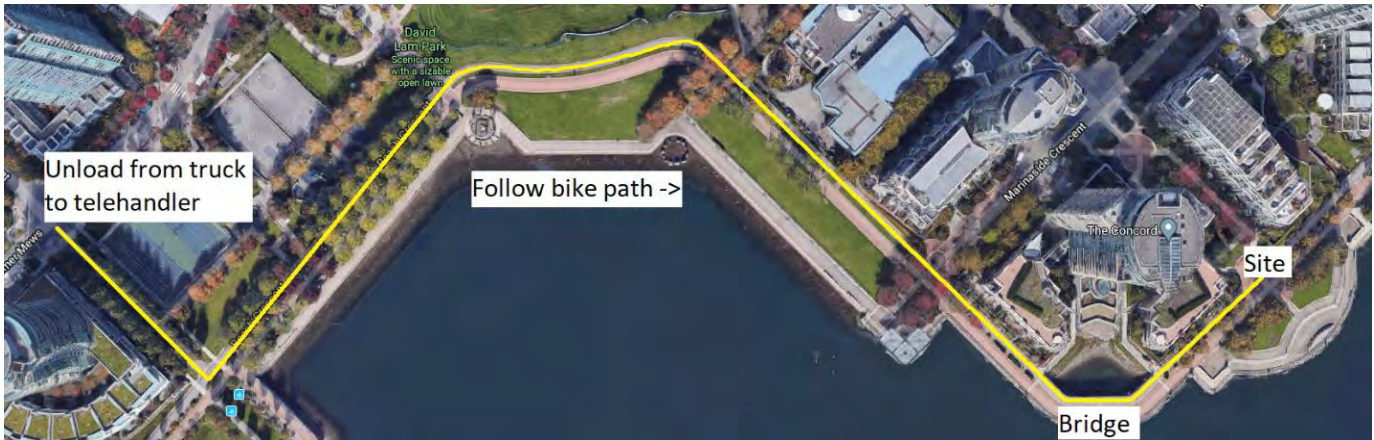 David
Lam Park
Scenic space
with a sizable
open lawn
Unload from truck
to telehandler
Follow bike path ->
Marinaside Crescent
The Concord
Site
Mews
Bridge